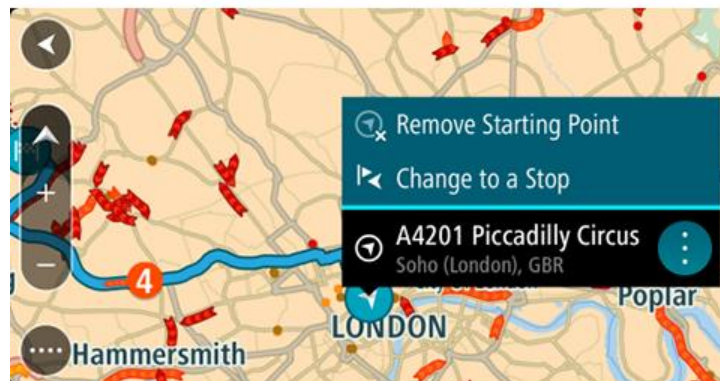 Remove Starting Point
Change to a Stop
A4201 Piccadilly Circus
Soho (London), GBR
4
Poplar
LONDON
Hammersmith